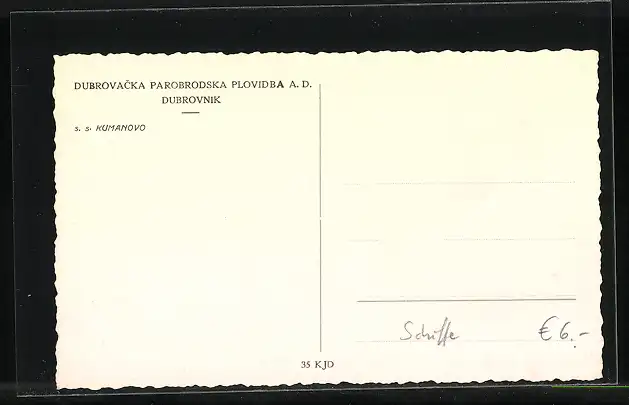 DUBROVAČKA PAROBRODSKA PLOVIDBA A. D.
DUBROVNIK
s. s. KUMANOVO
Schiffe € 6.-
35 KJD